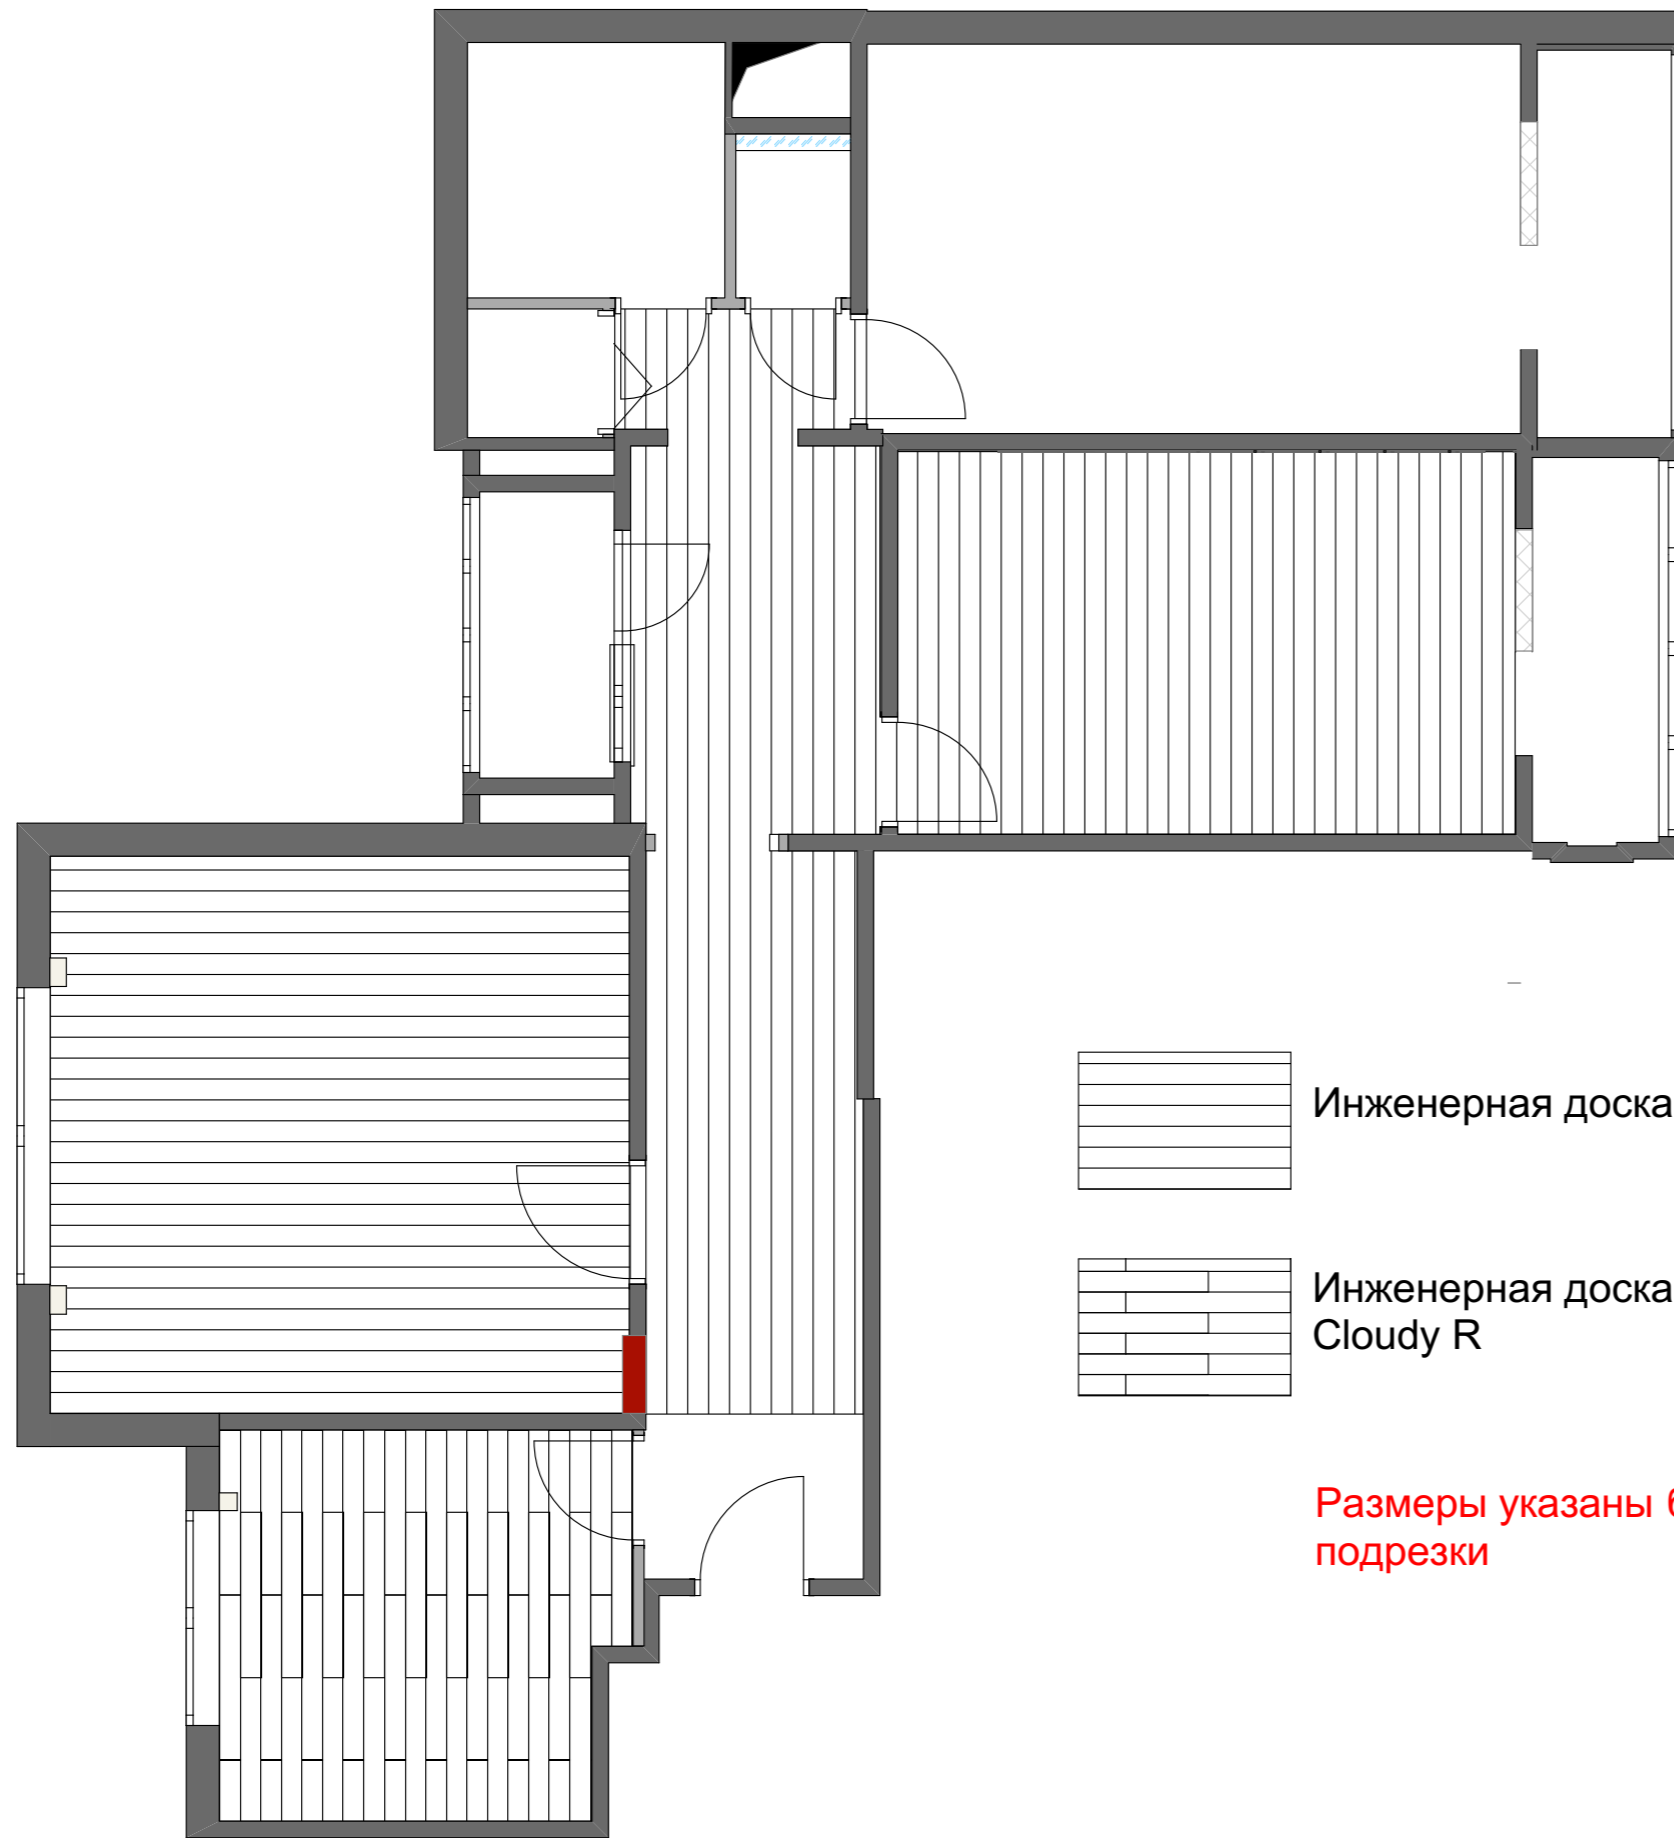 Инженерная доска
Инженерная доска
Cloudy R
Размеры указаны
подрезки